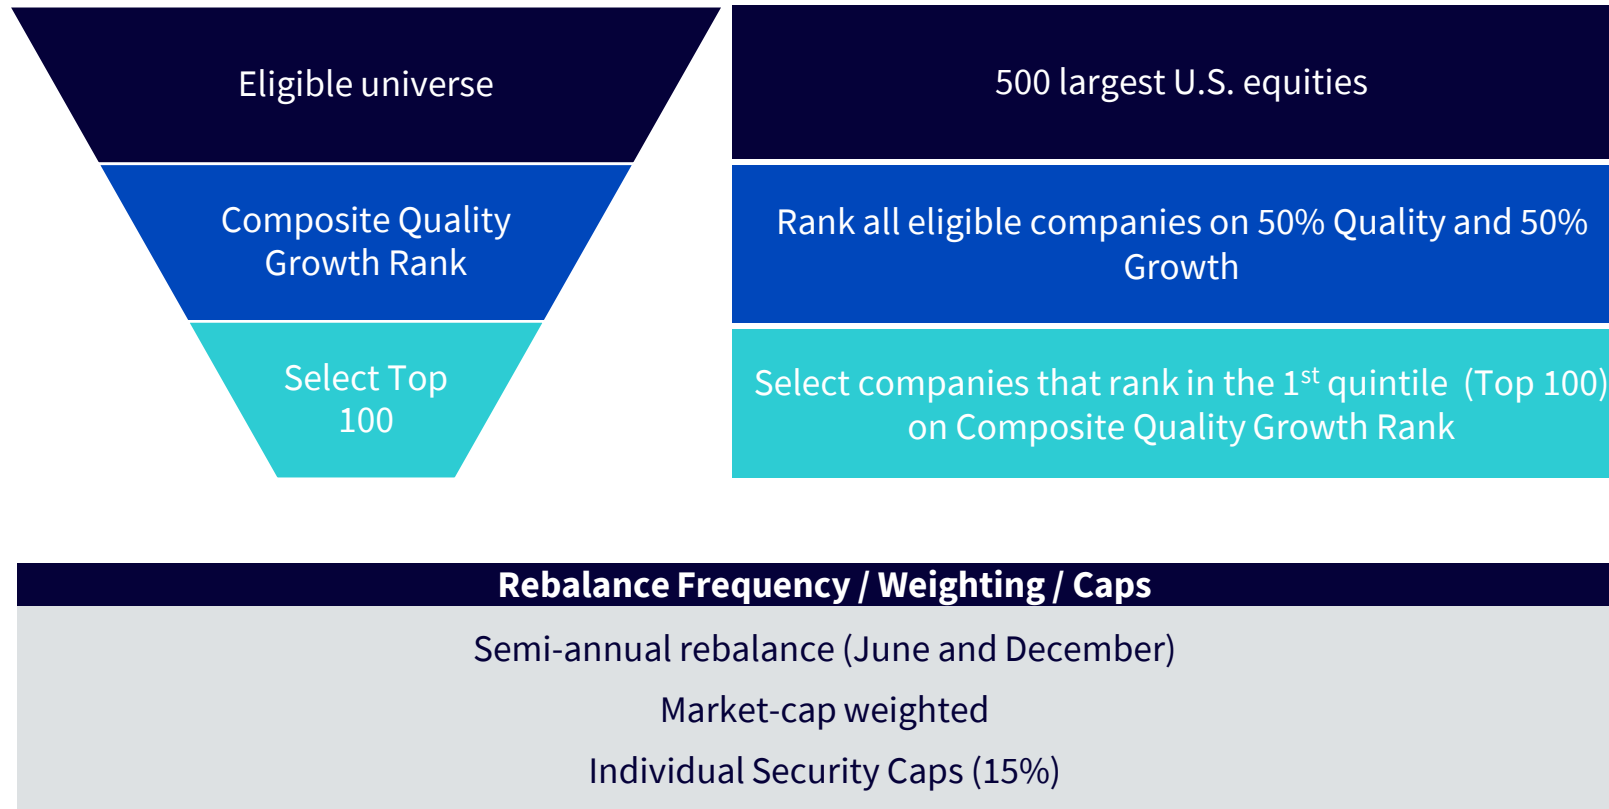 Eligible universe
500 largest U.S. equities
Composite Quality
Growth Rank
Rank all eligible companies on 50% Quality and 50%
Growth
Select Top
100
Select companies that rank in the 1st quintile (Top 100)
on Composite Quality Growth Rank
Rebalance Frequency / Weighting / Caps
Semi-annual rebalance (June and December)
Market-cap weighted
Individual Security Caps (15%)